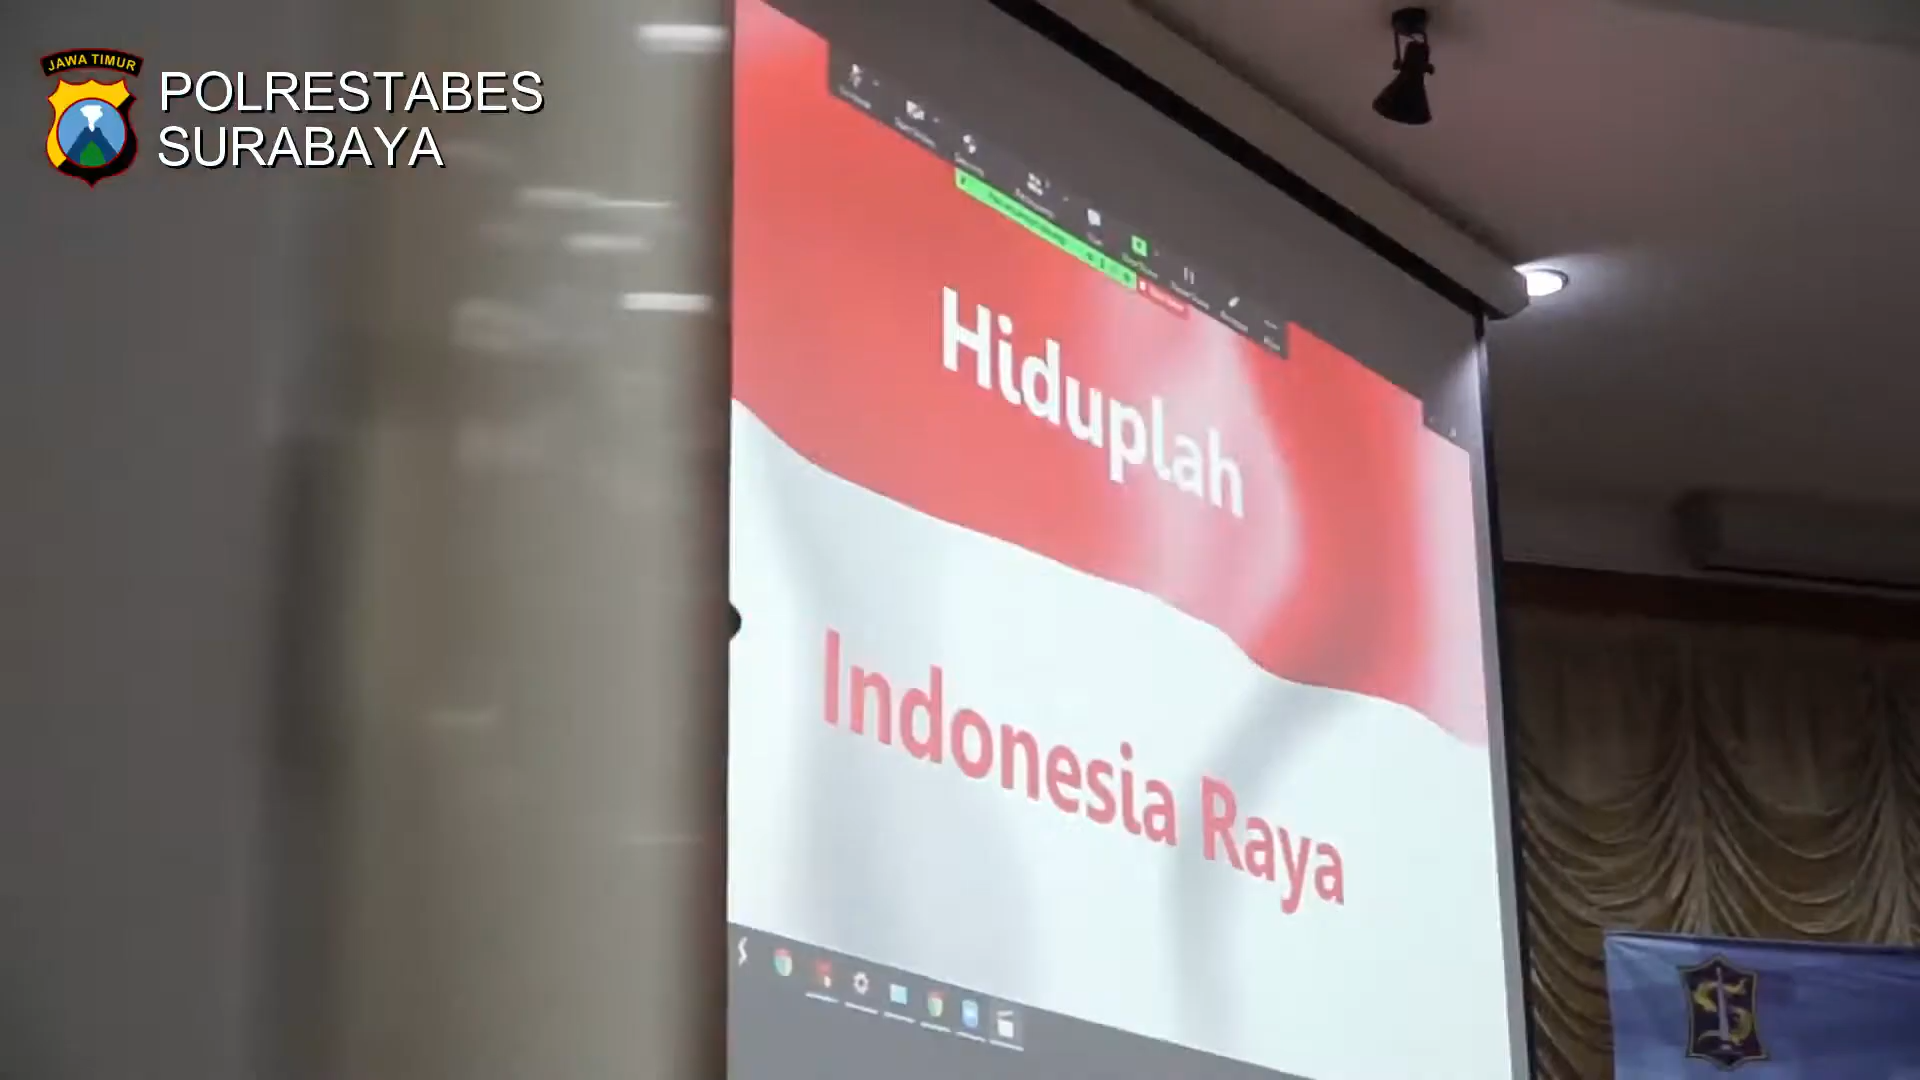 JAWA TIMUR
POLRESTABES
SURABAYA
Hiduplah
Indonesia Raya